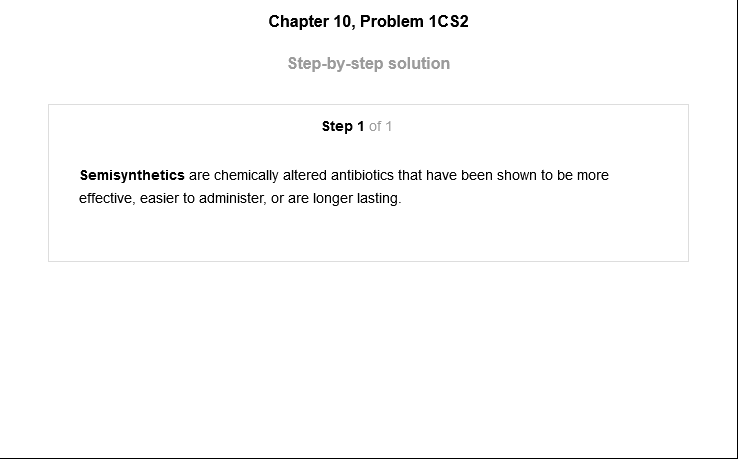 Chapter 10, Problem 1CS2
Step-by-step solution
Step 1 of 1
Semisynthetics are chemically altered antibiotics that have been shown to be more
effective, easier to administer, or are longer lasting.